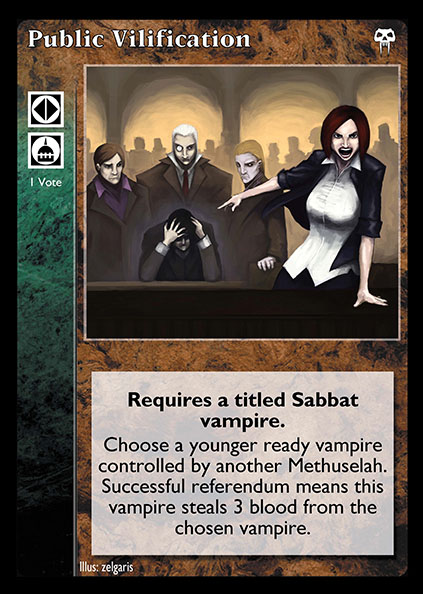 Public Vilification
1 Vote
Requires a titled Sabbat
vampire.
Choose a younger ready vampire
controlled by another Methuselah.
Successful referendum means this
vampire steals 3 blood from the
chosen vampire.
Illus: zelgaris